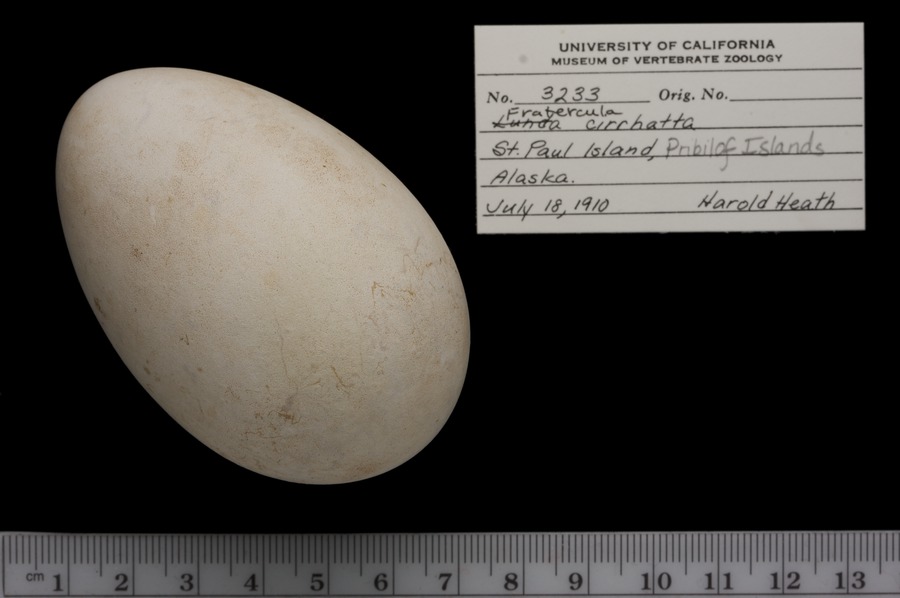 UNIVERSITY OF CALIFORNIA
MUSEUM OF VERTEBRATE ZOOLOGY
No. 3233 Orig. No.
Fratercula
Lunda cirrhatta
St. Paul Island, Pribilof Islands
Alaska.
July 18, 1910 Harold Heath
cm 1 2 3 4 5 6 7 8 9 10 11 12 13